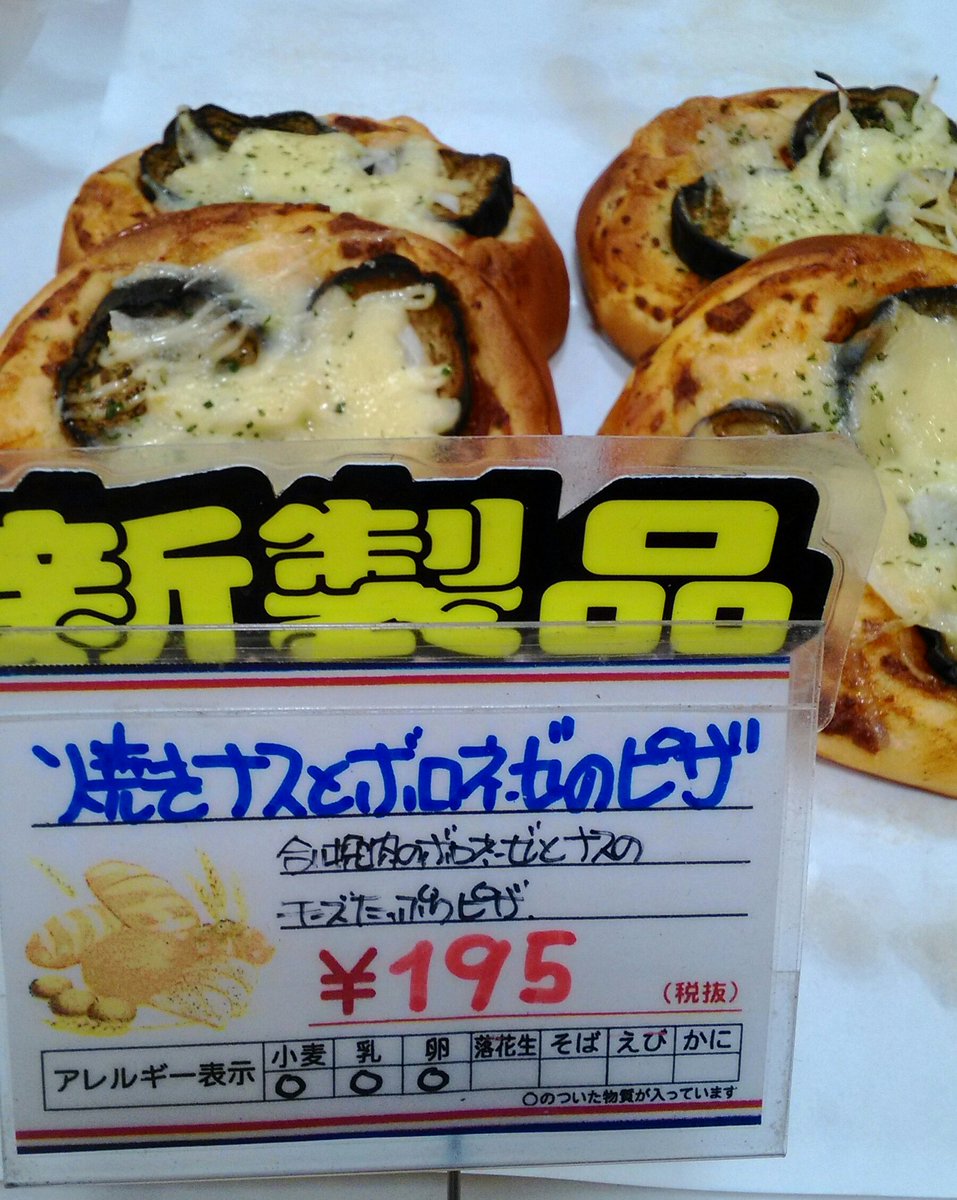 新製品
焼きナスとボロネーゼのピザ
合い挽肉のボロネーゼとナスの
チーズたっぷりピザ
¥195
(税抜)
アレルギー表示 小麦 乳 卵 落花生 そば えび かに
○ ○ ○
○のついた物質が入っています